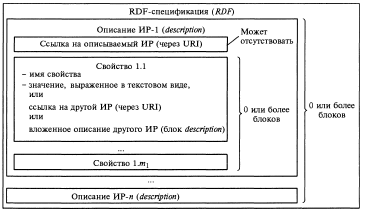 RDF-спецификация (RDF)
Описание ИР-1 (description)
Ссылка на описываемый ИР (через URI)
Может
отсутствовать
Свойство 1.1
– имя свойства
– значение, выраженное в текстовом виде,
или
ссылка на другой ИР (через URI)
или
вложенное описание другого ИР (блок description)
...
Свойство 1.m₁
0 или более
блоков
0 или более
блоков
...
Описание ИР-n (description)